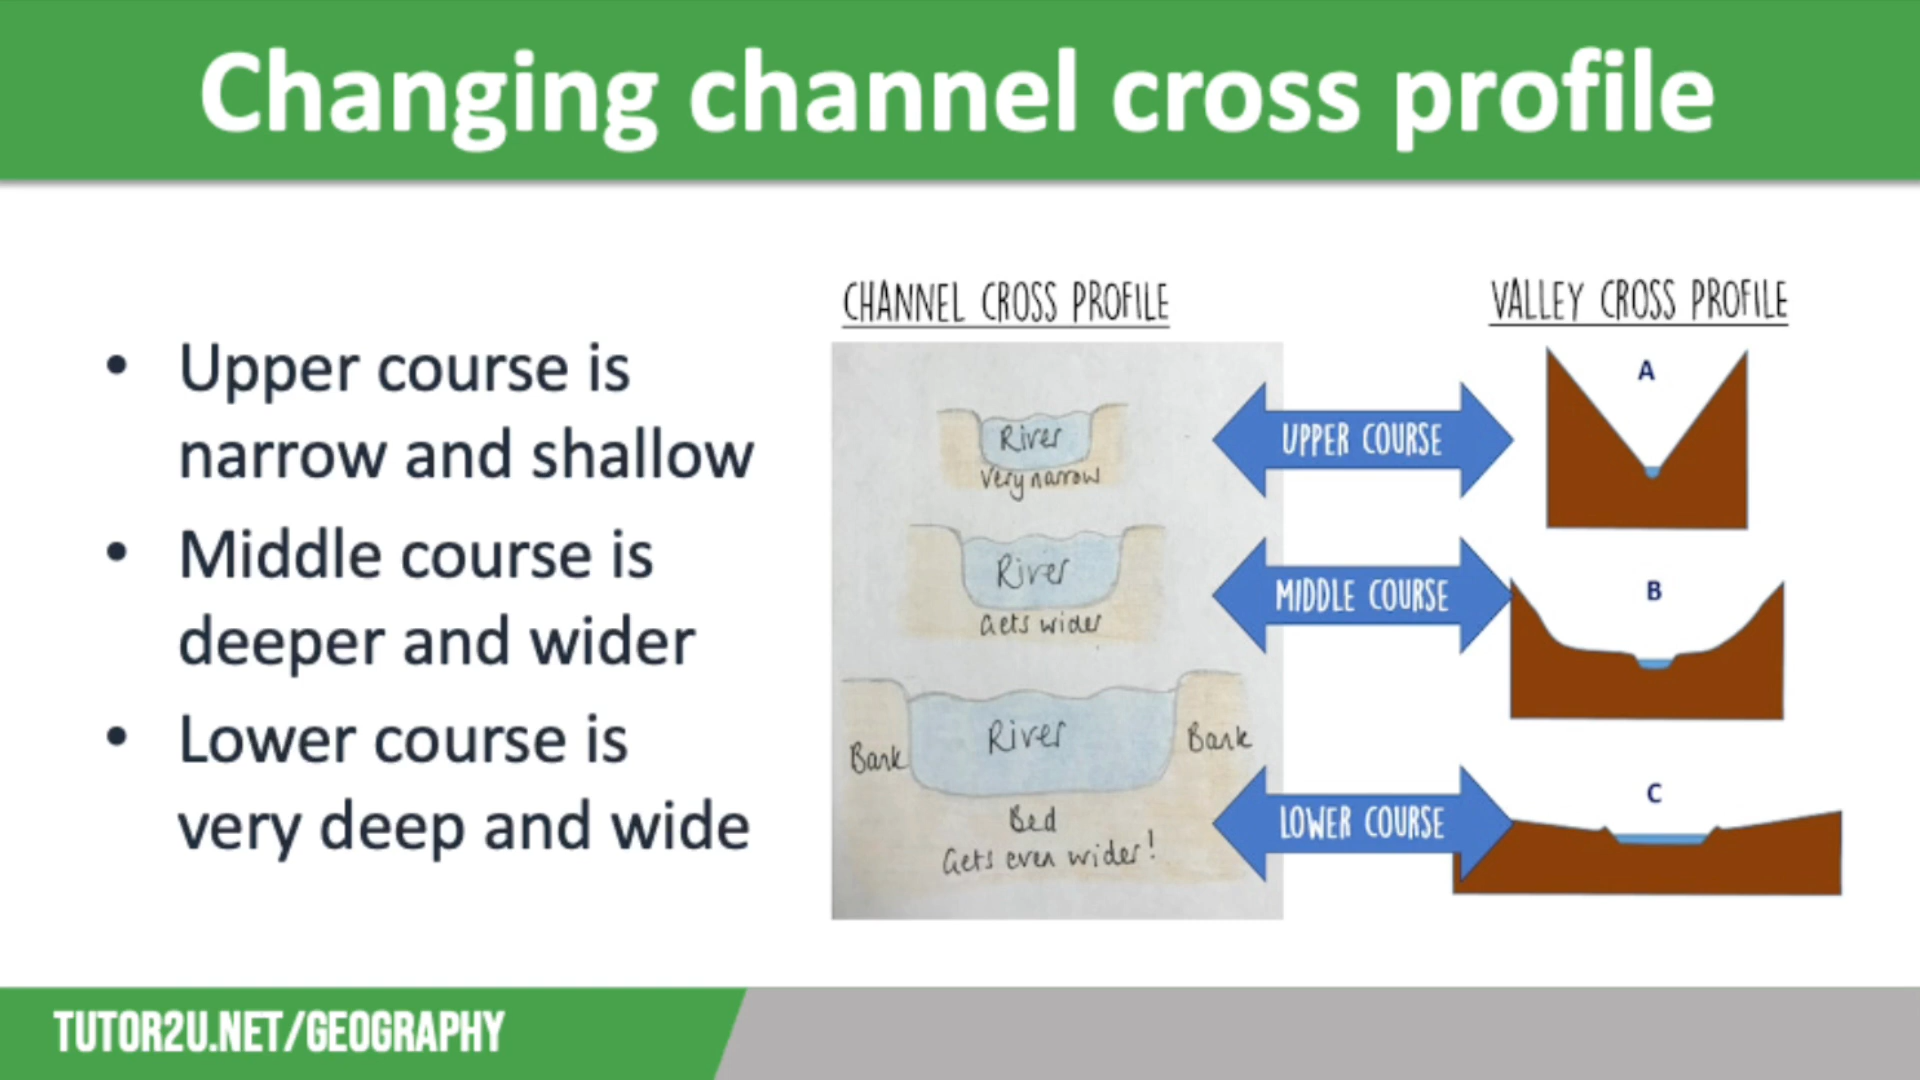 Changing channel cross profile
• Upper course is
narrow and shallow
• Middle course is
deeper and wider
• Lower course is
very deep and wide
CHANNEL CROSS PROFILE
River
Very narrow
River
Gets wider
River
Bank
Bank
Bed
Gets even wider!
UPPER COURSE
MIDDLE COURSE
LOWER COURSE
VALLEY CROSS PROFILE
A
B
C
TUTOR2U.NET/GEOGRAPHY